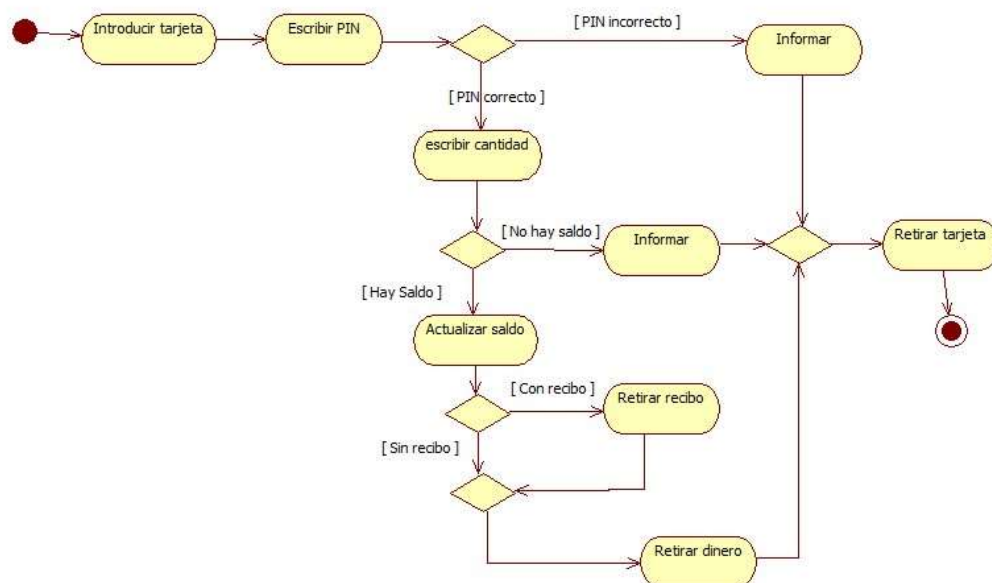 Introducir tarjeta
Escribir PIN
[ PIN incorrecto ]
Informar
[ PIN correcto ]
escribir cantidad
[ No hay saldo ]
Informar
Retirar tarjeta
[ Hay Saldo ]
Actualizar saldo
[ Con recibo ]
Retirar recibo
[ Sin recibo ]
Retirar dinero